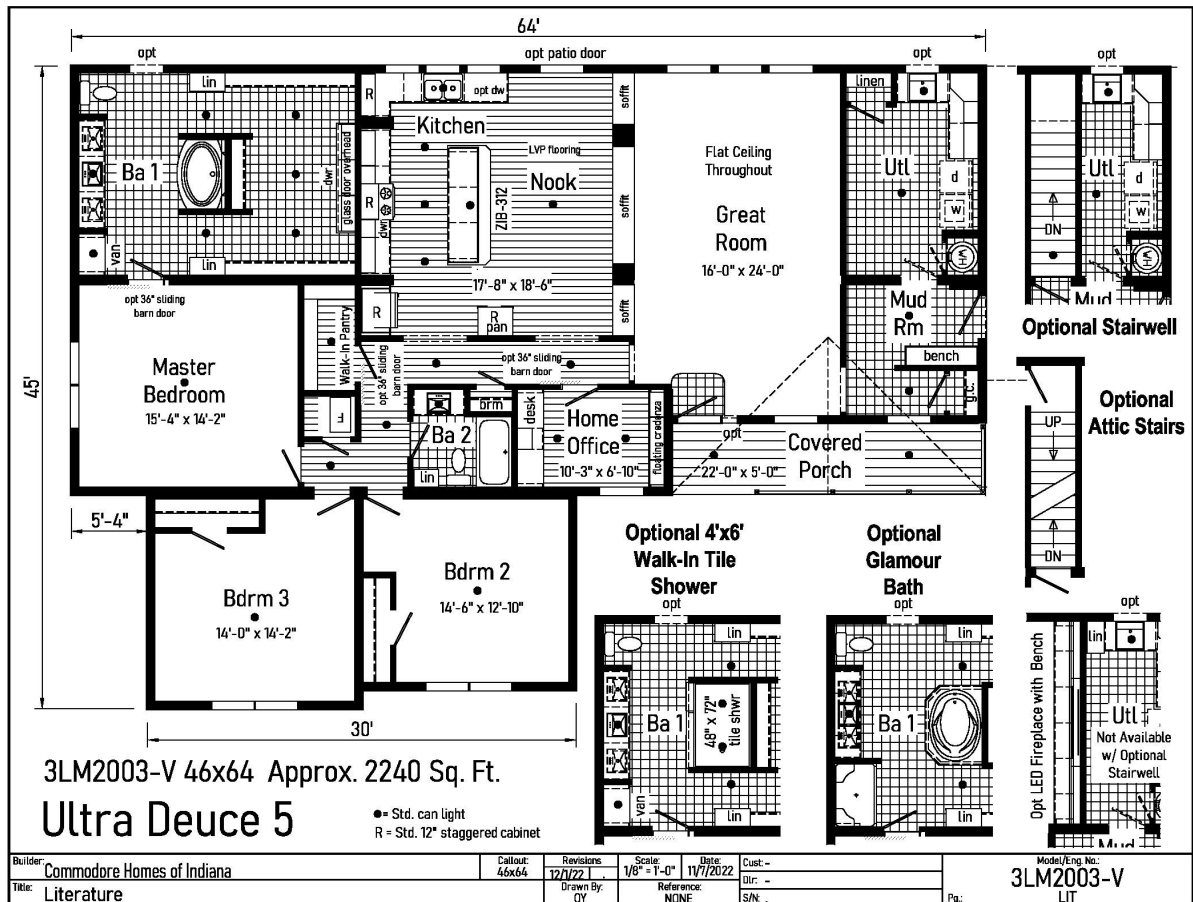 64'
opt
opt patio door
opt
opt
lin
R
opt dw
soffit
linen
Kitchen
LVP flooring
Flat Ceiling
Throughout
Ba 1
glass door overhead
dwr
R
dwr
ZIB-312
Nook
soffit
Great
Room
16'-0" x 24'-0"
Utl
d
w
WH
DN
Utl
d
w
WH
van
lin
17'-8" x 18'-6"
opt 36" sliding
barn door
R
R
pan
soffit
Mud
Rm
Mud
Optional Stairwell
45'
Master
Bedroom
15'-4" x 14'-2"
Walk-In Pantry
opt 36" sliding
barn door
opt 36" sliding
barn door
bench
g.c.
F
brm
desk
Home
Office
10'-3" x 6'-10"
floating credenza
Ba 2
lin
opt
Covered
Porch
22'-0" x 5'-0"
UP
DN
Optional
Attic Stairs
5'-4"
Bdrm 3
14'-0" x 14'-2"
Bdrm 2
14'-6" x 12'-10"
30'
Optional 4'x6'
Walk-In Tile
Shower
opt
lin
Ba 1
48" x 72"
tile shwr
van
lin
Optional
Glamour
Bath
opt
lin
Ba 1
lin
opt
Opt LED Fireplace with Bench
lin
Utl
Not Available
w/ Optional
Stairwell
Mud
3LM2003-V 46x64 Approx. 2240 Sq. Ft.
Ultra Deuce 5
●= Std. can light
R = Std. 12" staggered cabinet
Builder: Commodore Homes of Indiana
Title: Literature
Callout:
46x64
Revisions
12/1/22
Scale:
1/8" = 1'-0"
Date:
11/7/2022
Drawn By:
OY
Reference:
NONE
Cust: -
Dlr: -
S/N: .
Model/Eng. No.:
3LM2003-V
Pg.: LIT